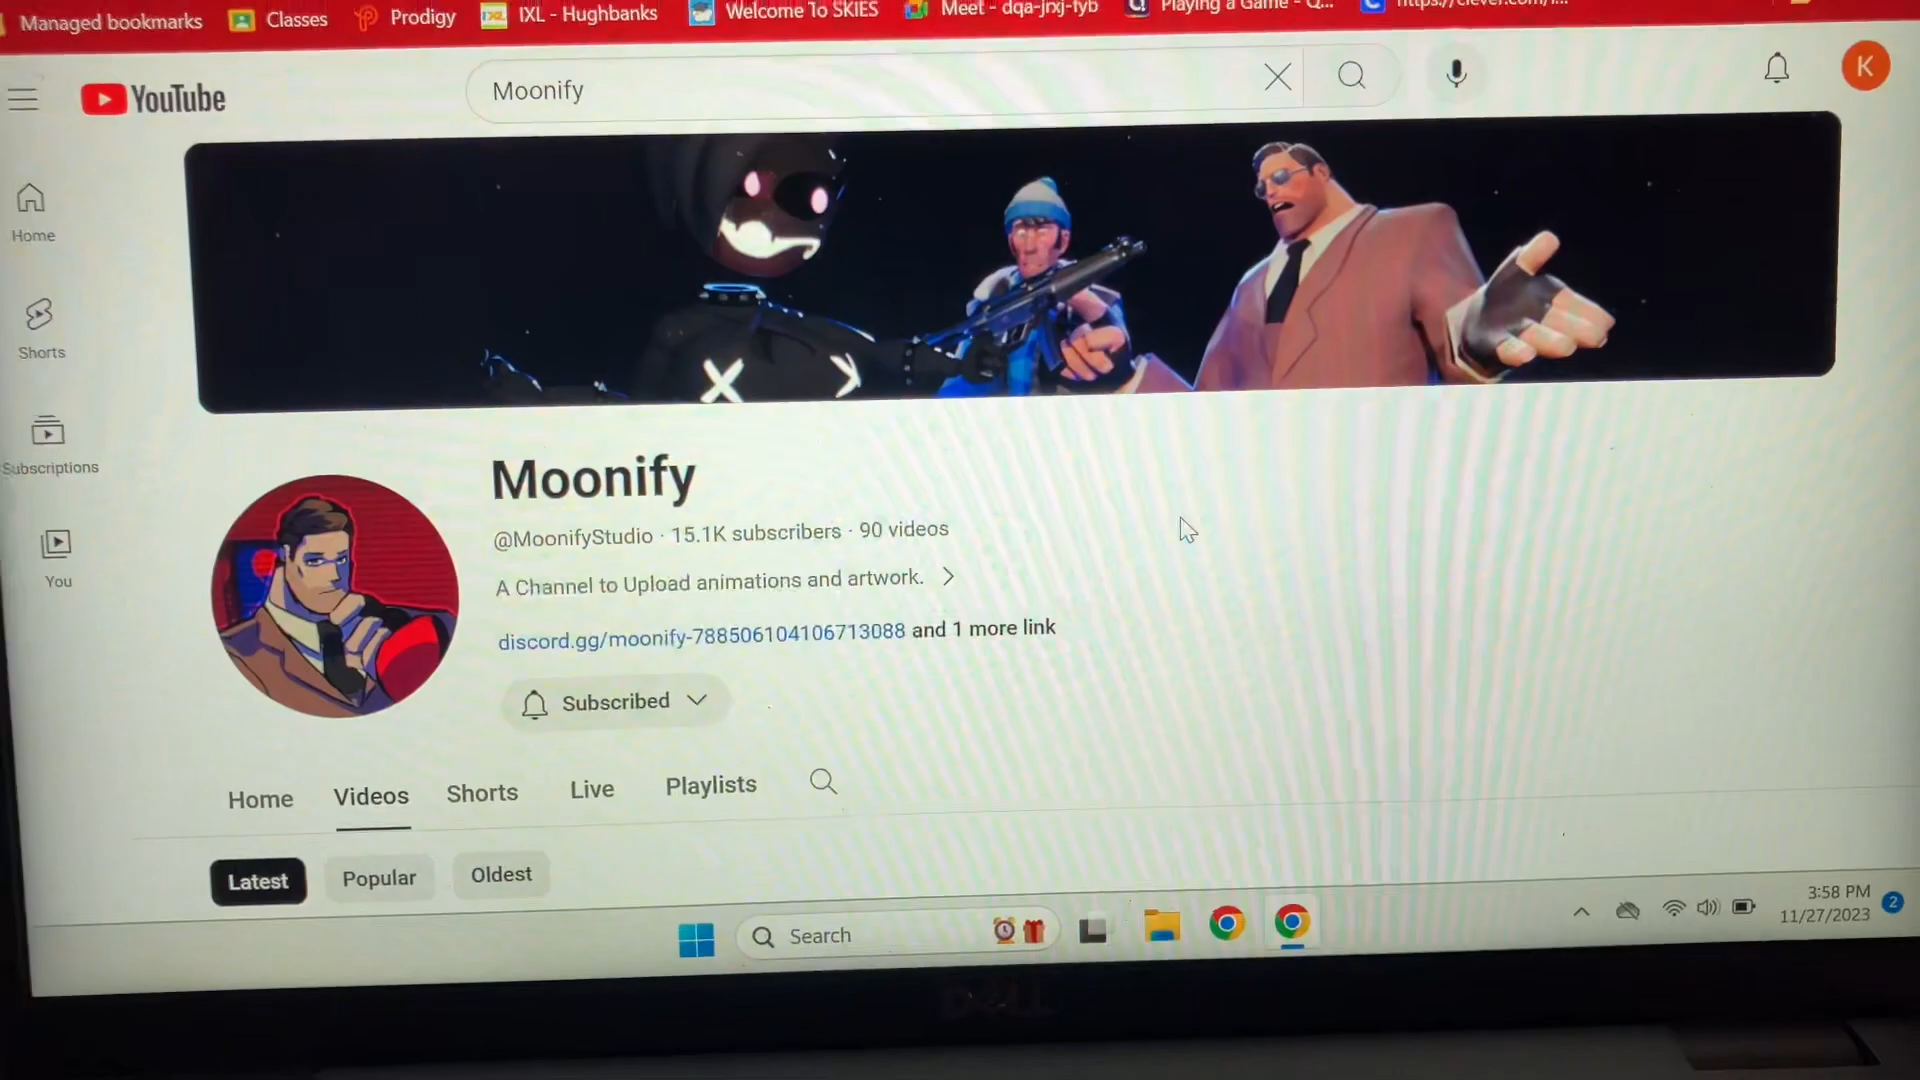 Managed bookmarks Classes Prodigy IXL - Hughbanks Welcome To SKIES Meet - dqa-jnxj-fyb Playing a Game - Q...
YouTube
Moonify
K
Home
Shorts
Subscriptions
You
Moonify
@MoonifyStudio · 15.1K subscribers · 90 videos
A Channel to Upload animations and artwork.
discord.gg/moonify-788506104106713088 and 1 more link
Subscribed
Home Videos Shorts Live Playlists
Latest Popular Oldest
Search
3:58 PM
11/27/2023
2
DELL